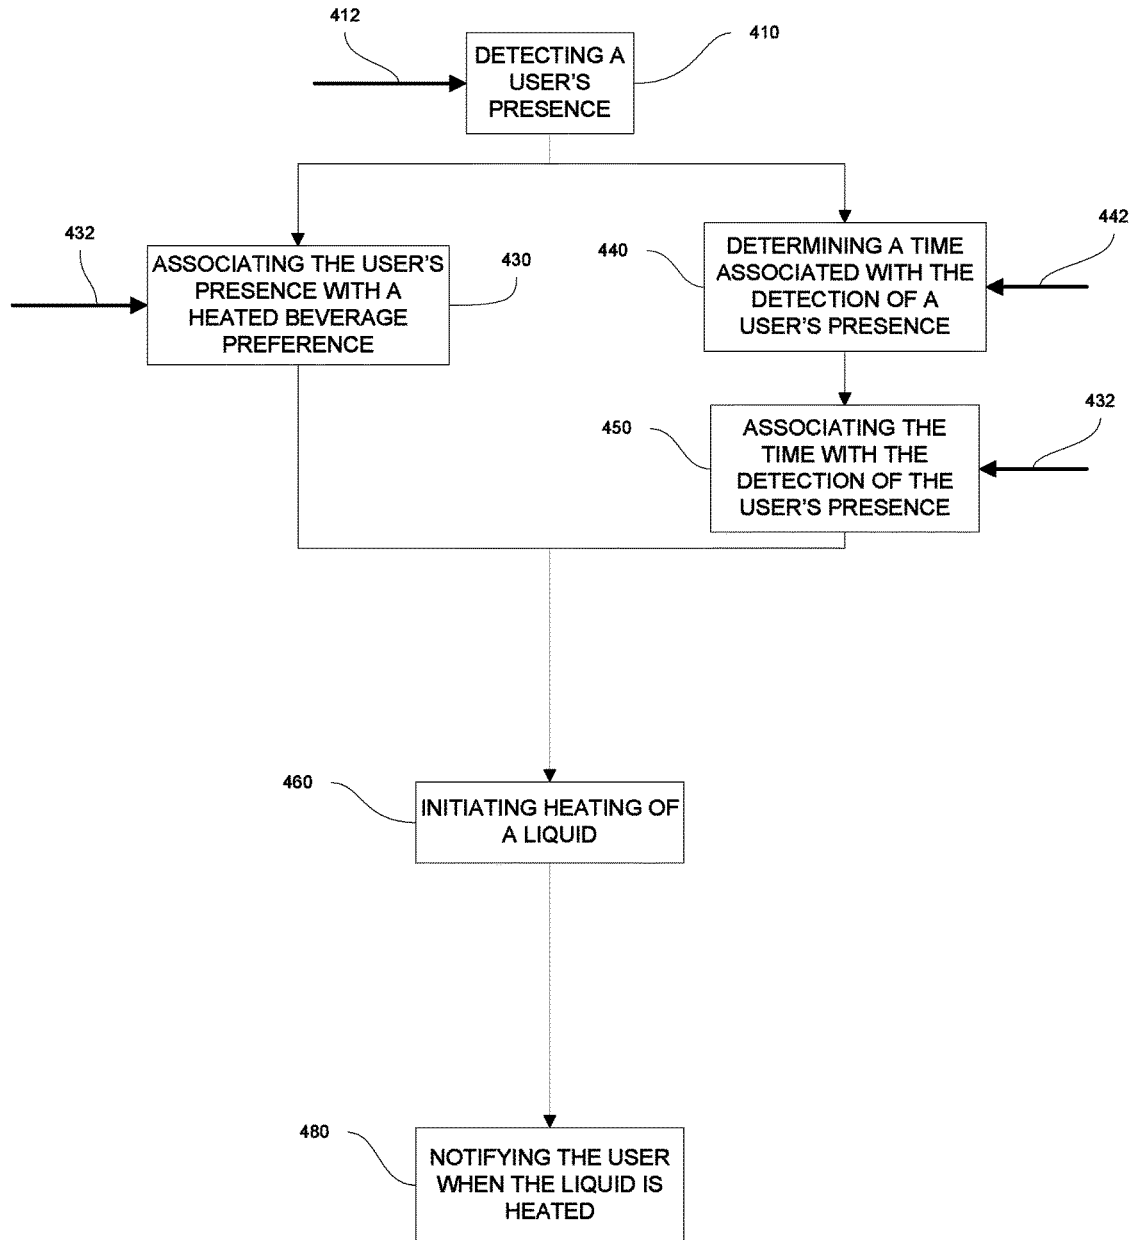 412
410
DETECTING A
USER'S
PRESENCE
432
ASSOCIATING THE USER'S
PRESENCE WITH A
HEATED BEVERAGE
PREFERENCE
430
440
DETERMINING A TIME
ASSOCIATED WITH THE
DETECTION OF A
USER'S PRESENCE
442
450
ASSOCIATING THE
TIME WITH THE
DETECTION OF THE
USER'S PRESENCE
432
460
INITIATING HEATING OF
A LIQUID
480
NOTIFYING THE USER
WHEN THE LIQUID IS
HEATED